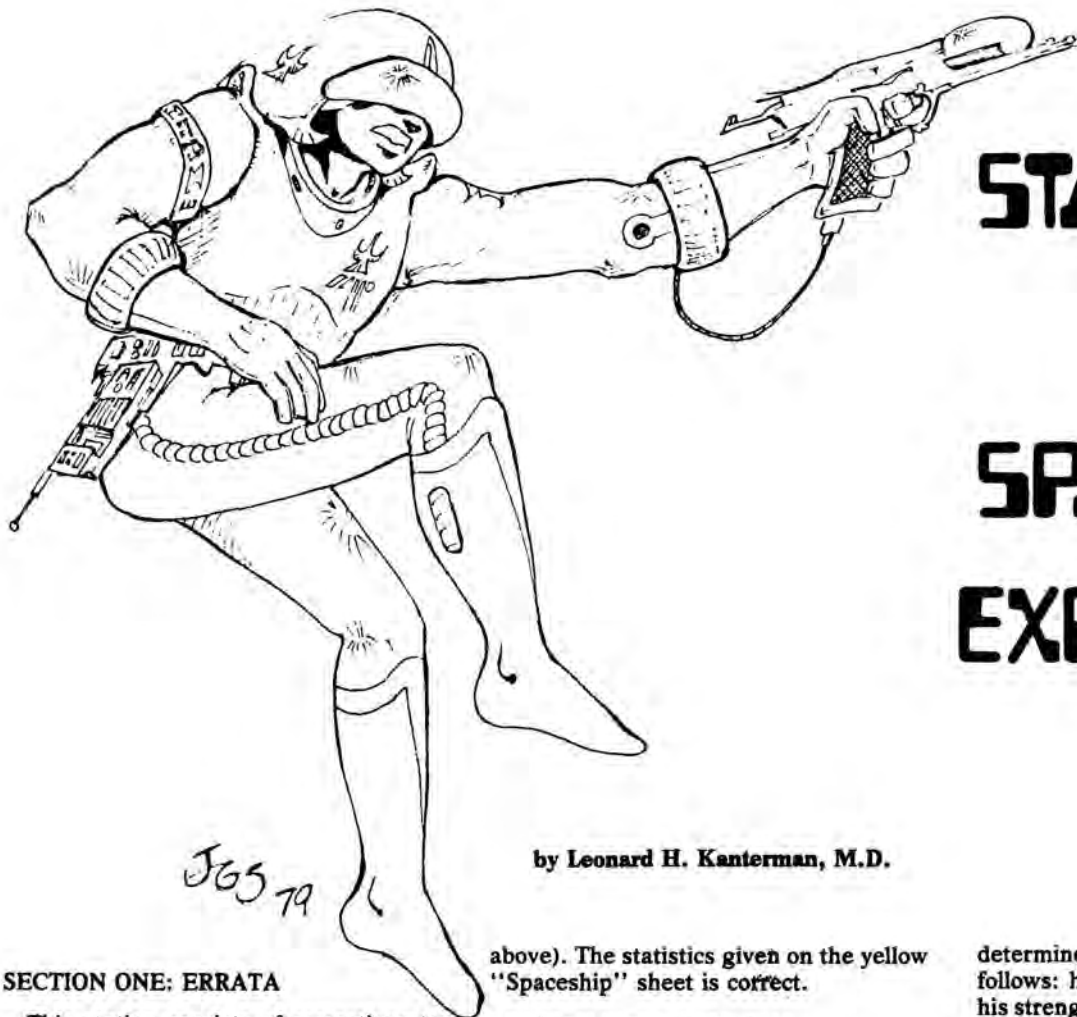 STA
SPA
EXP
by Leonard H. Kanterman, M.D.
JGS 79
SECTION ONE: ERRATA
above). The statistics given on the yellow
"Spaceship" sheet is correct.
determine
follows: h
his streng